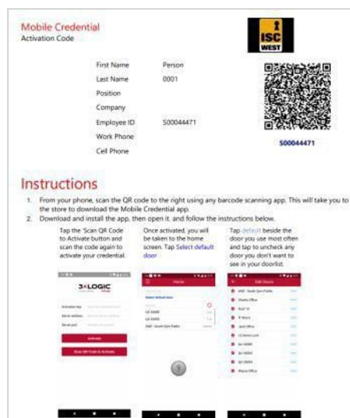 Mobile Credential
Activation Code
ISC
WEST
First Name Person
Last Name 0001
Position
Company
Employee ID S00044471
Work Phone
Cell Phone
S00044471
Instructions
1. From your phone, scan the QR code to the right using any barcode scanning app. This will take you to
the store to download the Mobile Credential app.
2. Download and install the app, then open it and follow the instructions below.
Tap the 'Scan QR Code
to Activate button and
scan the code again to
activate your credential.
Once activated, you will
be taken to the home
screen. Tap Select default
door
Tap default beside the
door you use most often
and tap to uncheck any
door you don't want to
see in your doorlist.
3xLOGIC
Activate
Scan QR Code to Activate
Home
Select default door
Edit Doors